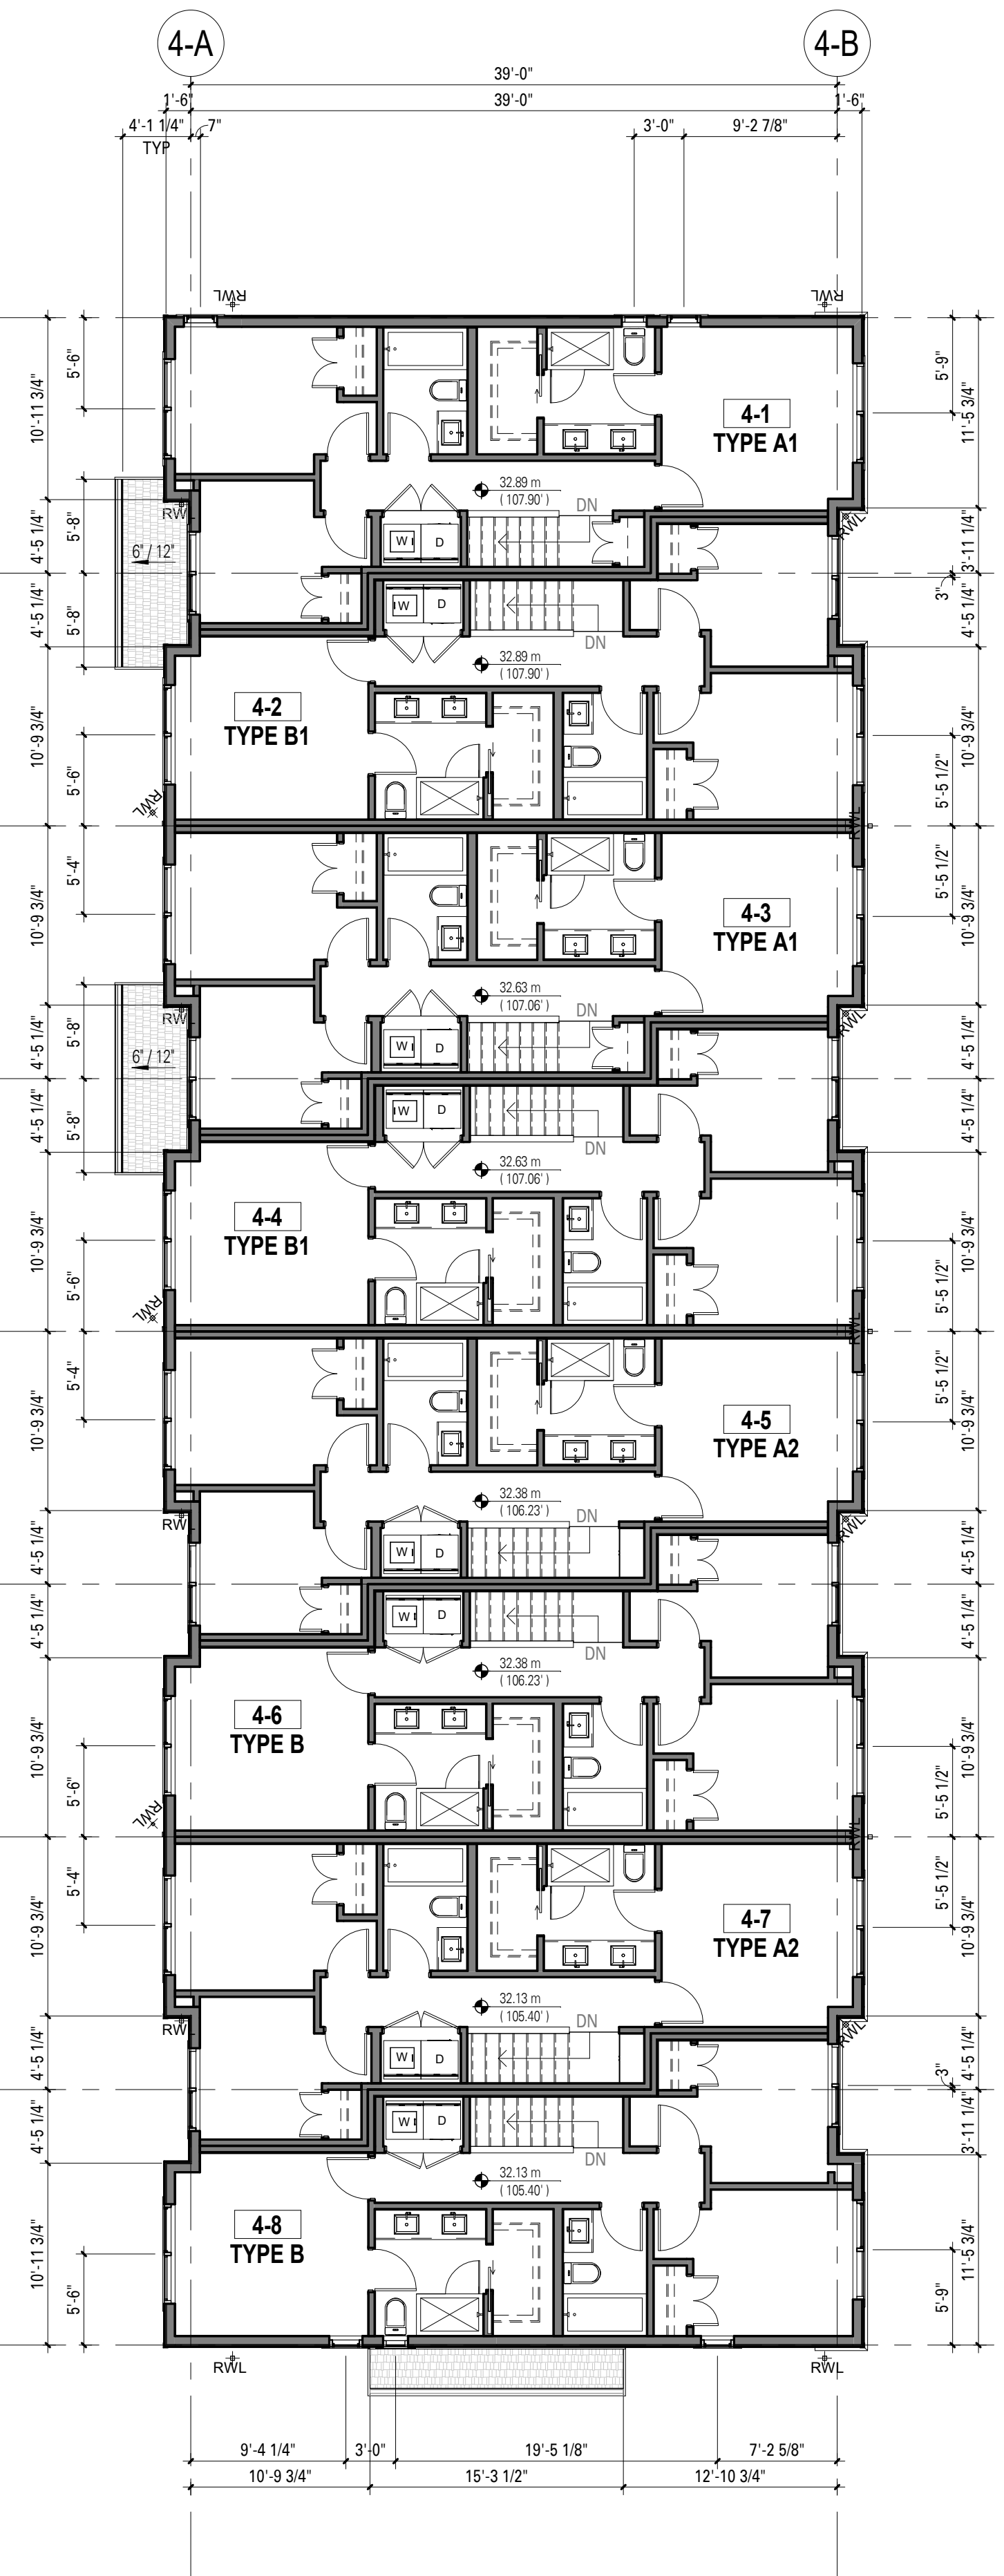 4-A
4-B
39'-0"
1'-6"
39'-0"
1'-6"
4'-1 1/4"
7"
3'-0"
9'-2 7/8"
TYP
RWL
RWL
5'-6"
10'-11 3/4"
5'-9"
11'-5 3/4"
4-1
TYPE A1
32.89 m
( 107.90' )
DN
RWL
RWL
W
D
5'-8"
4'-5 1/4"
6" / 12"
3'-11 1/4"
3"
4'-5 1/4"
5'-8"
4'-5 1/4"
W
D
DN
32.89 m
( 107.90' )
4-2
TYPE B1
10'-9 3/4"
5'-6"
10'-9 3/4"
5'-5 1/2"
RWL
RWL
5'-4"
10'-9 3/4"
5'-5 1/2"
10'-9 3/4"
4-3
TYPE A1
32.63 m
( 107.06' )
DN
RWL
RWL
W
D
5'-8"
4'-5 1/4"
6" / 12"
4'-5 1/4"
4'-5 1/4"
5'-8"
4'-5 1/4"
W
D
DN
32.63 m
( 107.06' )
4-4
TYPE B1
10'-9 3/4"
5'-6"
10'-9 3/4"
5'-5 1/2"
RWL
RWL
5'-4"
10'-9 3/4"
5'-5 1/2"
10'-9 3/4"
4-5
TYPE A2
32.38 m
( 106.23' )
DN
RWL
RWL
W
D
4'-5 1/4"
4'-5 1/4"
4'-5 1/4"
4'-5 1/4"
W
D
DN
32.38 m
( 106.23' )
4-6
TYPE B
10'-9 3/4"
5'-6"
10'-9 3/4"
5'-5 1/2"
RWL
RWL
5'-4"
10'-9 3/4"
5'-5 1/2"
10'-9 3/4"
4-7
TYPE A2
32.13 m
( 105.40' )
DN
RWL
RWL
W
D
4'-5 1/4"
4'-5 1/4"
3"
4'-5 1/4"
3'-11 1/4"
W
D
DN
32.13 m
( 105.40' )
4-8
TYPE B
10'-11 3/4"
5'-6"
11'-5 3/4"
5'-9"
RWL
RWL
9'-4 1/4"
3'-0"
19'-5 1/8"
7'-2 5/8"
10'-9 3/4"
15'-3 1/2"
12'-10 3/4"